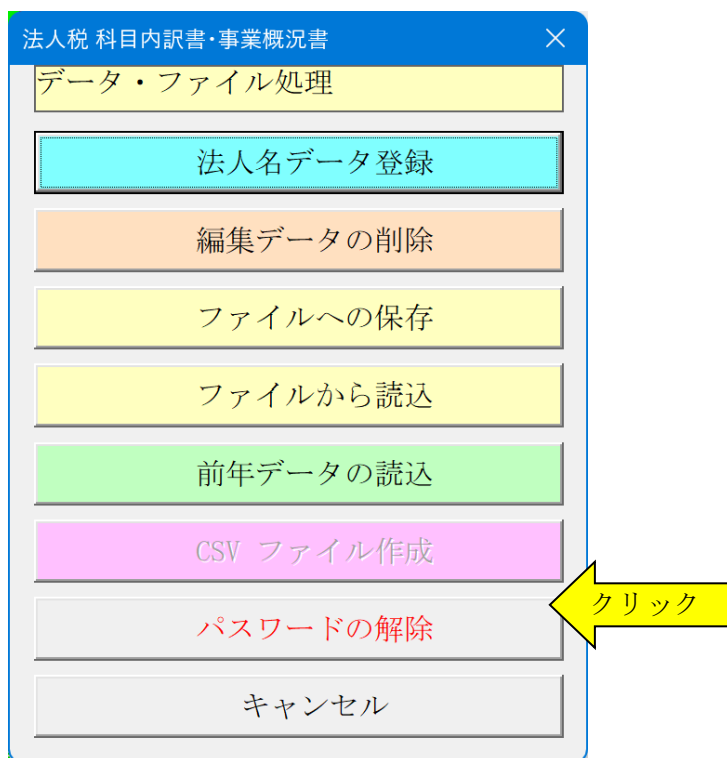 法人税 科目内訳書・事業概況書
データ・ファイル処理
法人名データ登録
編集データの削除
ファイルへの保存
ファイルから読込
前年データの読込
CSV ファイル作成
クリック
パスワードの解除
キャンセル